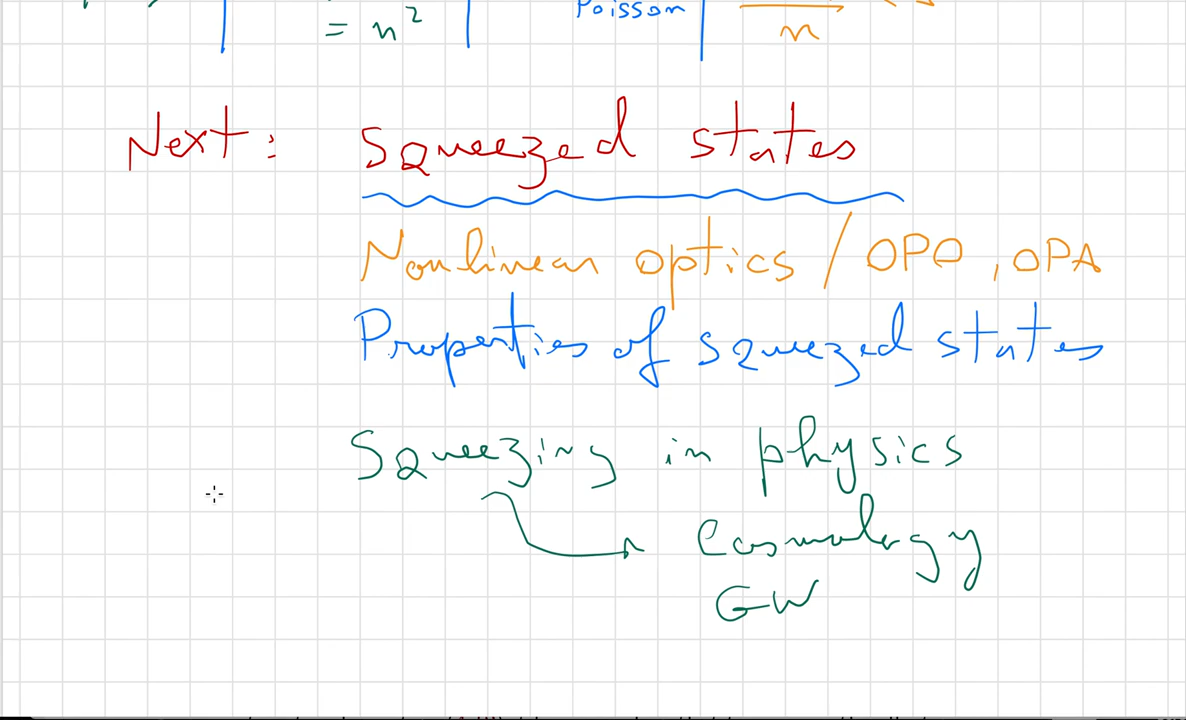 = n² Poisson n
Next: Squeezed states
Nonlinear optics / OPO, OPA
Properties of squeezed states
Squeezing in physics
Cosmology
GW